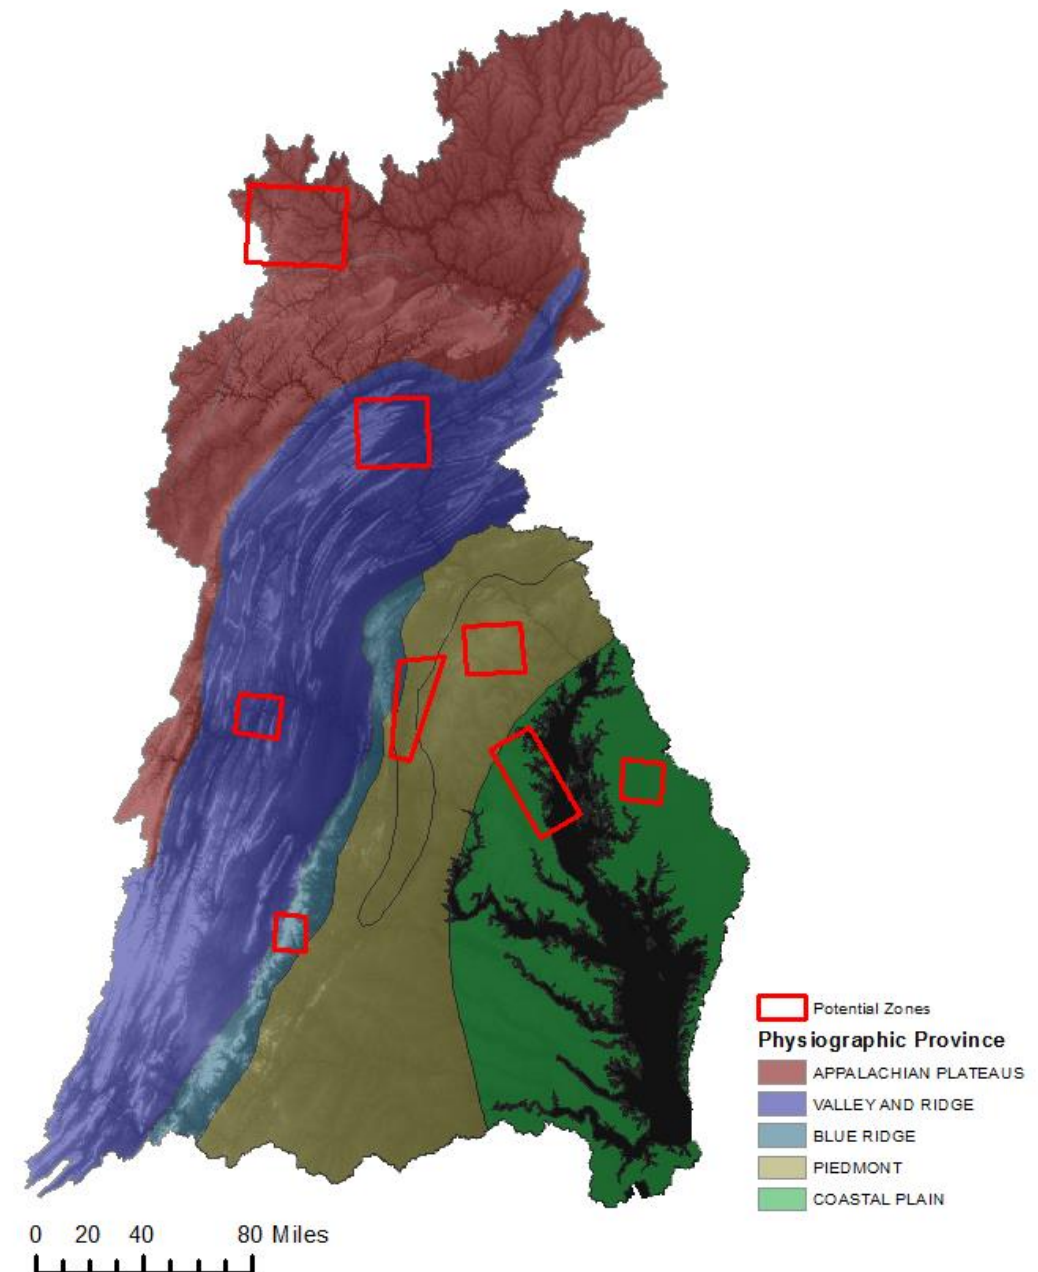 Potential Zones
Physiographic Province
APPALACHIAN PLATEAUS
VALLEY AND RIDGE
BLUE RIDGE
PIEDMONT
COASTAL PLAIN
0 20 40 80 Miles